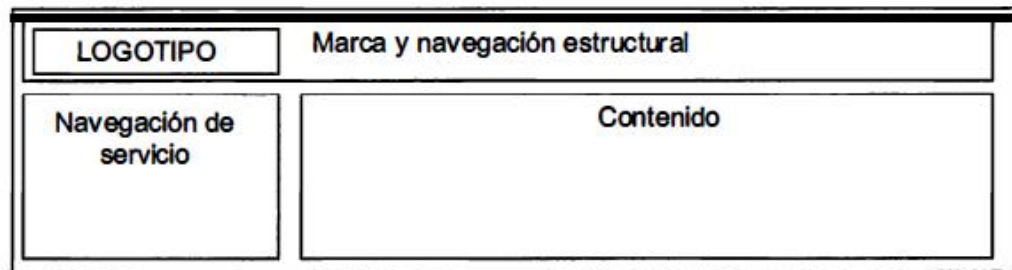 LOGOTIPO
Marca y navegación estructural
Navegación de
servicio
Contenido